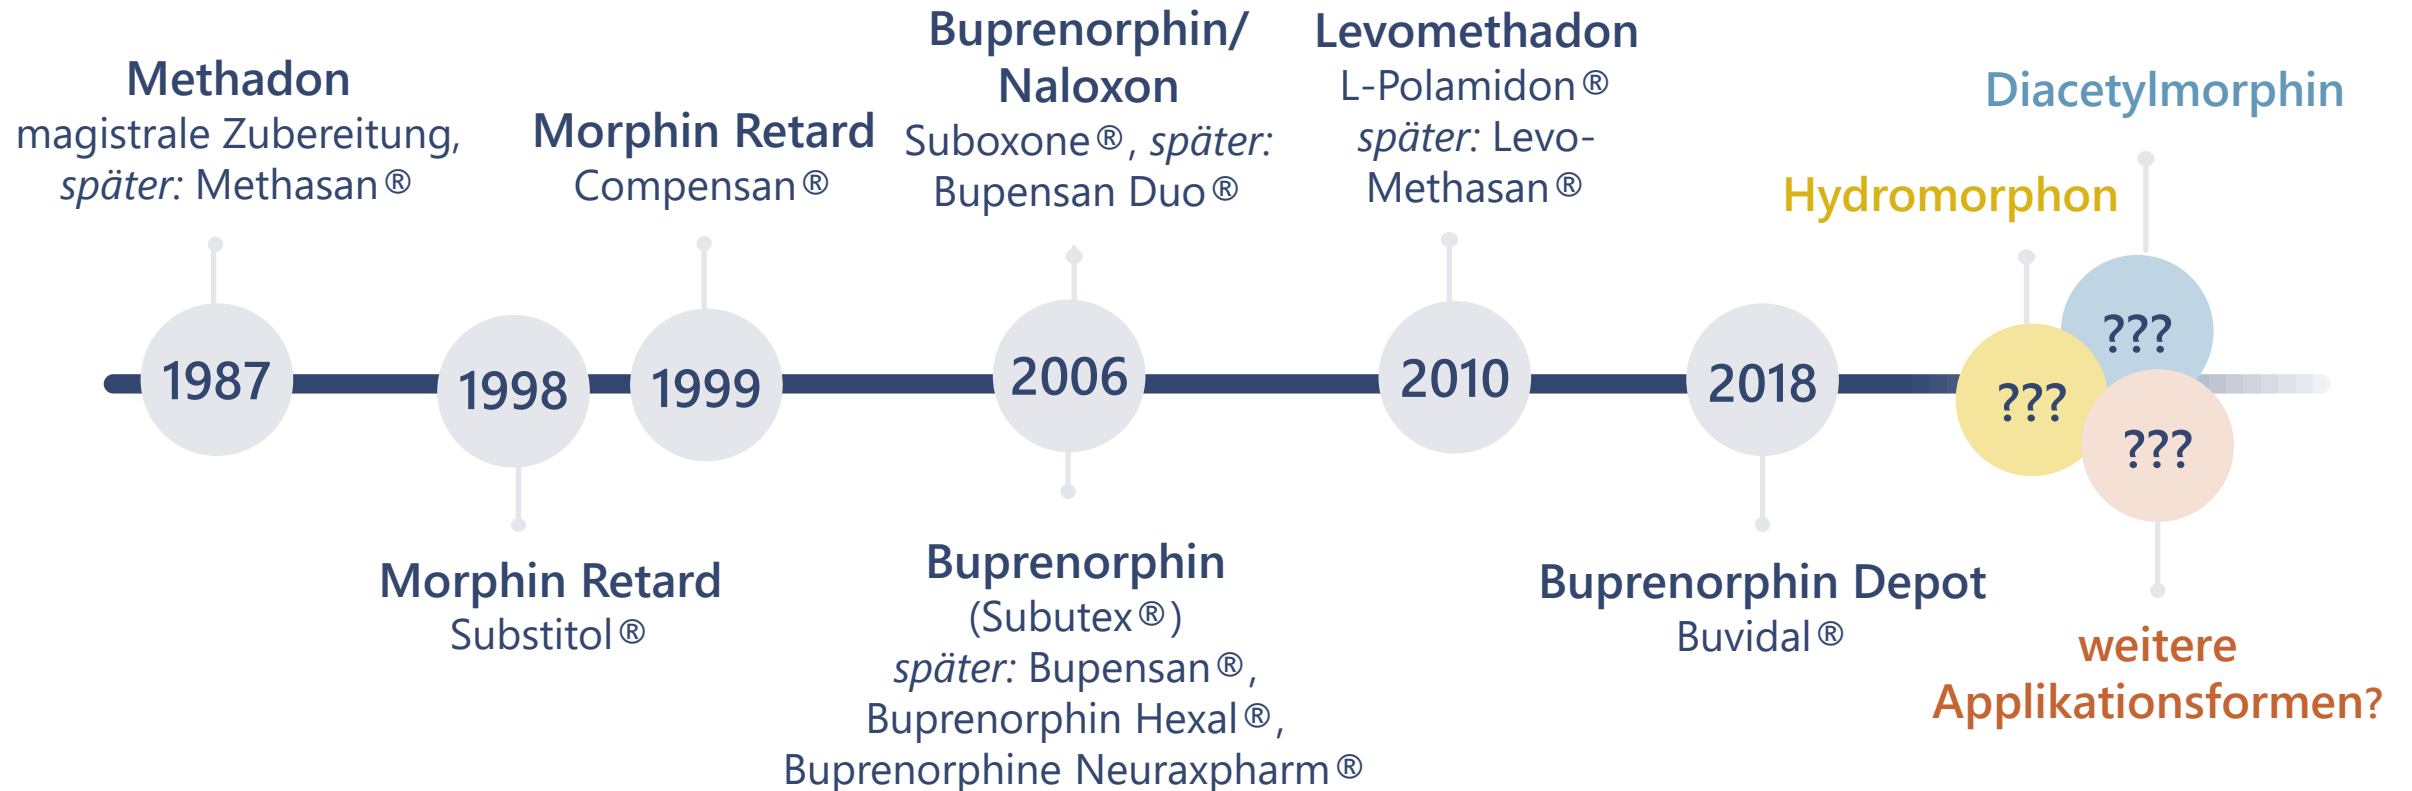 Methadon
magistrale Zubereitung,
später: Methasan®
1987
1998
Morphin Retard
Substitol®
Morphin Retard
Compensan®
1999
Buprenorphin/
Naloxon
Suboxone®, später:
Bupensan Duo®
2006
Buprenorphin
(Subutex®)
später: Bupensan®,
Buprenorphin Hexal®,
Buprenorphine Neuraxpharm®
Levomethadon
L-Polamidon®
später: Levo-
Methasan®
2010
2018
Buprenorphin Depot
Buvidal®
Hydromorphon
???
Diacetylmorphin
???
???
weitere
Applikationsformen?